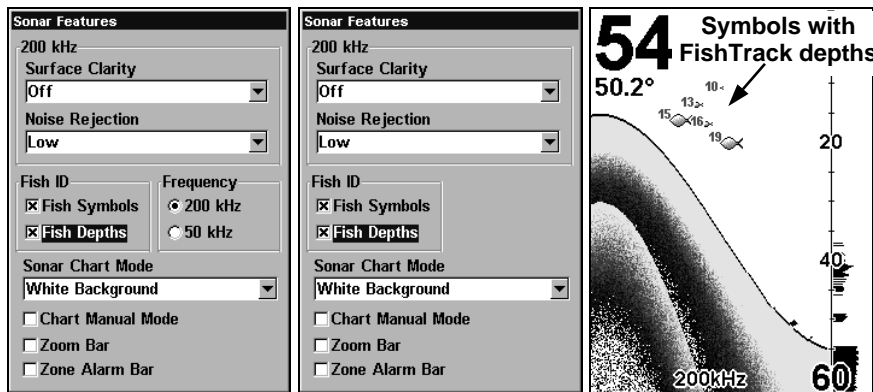 Sonar Features
200 kHz
Surface Clarity
Off
Noise Rejection
Low
Fish ID
Fish Symbols
Fish Depths
Frequency
200 kHz
50 kHz
Sonar Chart Mode
White Background
Chart Manual Mode
Zoom Bar
Zone Alarm Bar
Sonar Features
200 kHz
Surface Clarity
Off
Noise Rejection
Low
Fish ID
Fish Symbols
Fish Depths
Sonar Chart Mode
White Background
Chart Manual Mode
Zoom Bar
Zone Alarm Bar
54
Symbols with
FishTrack depths
50.2°
10
13
15
16
19
20
40
200kHz
60